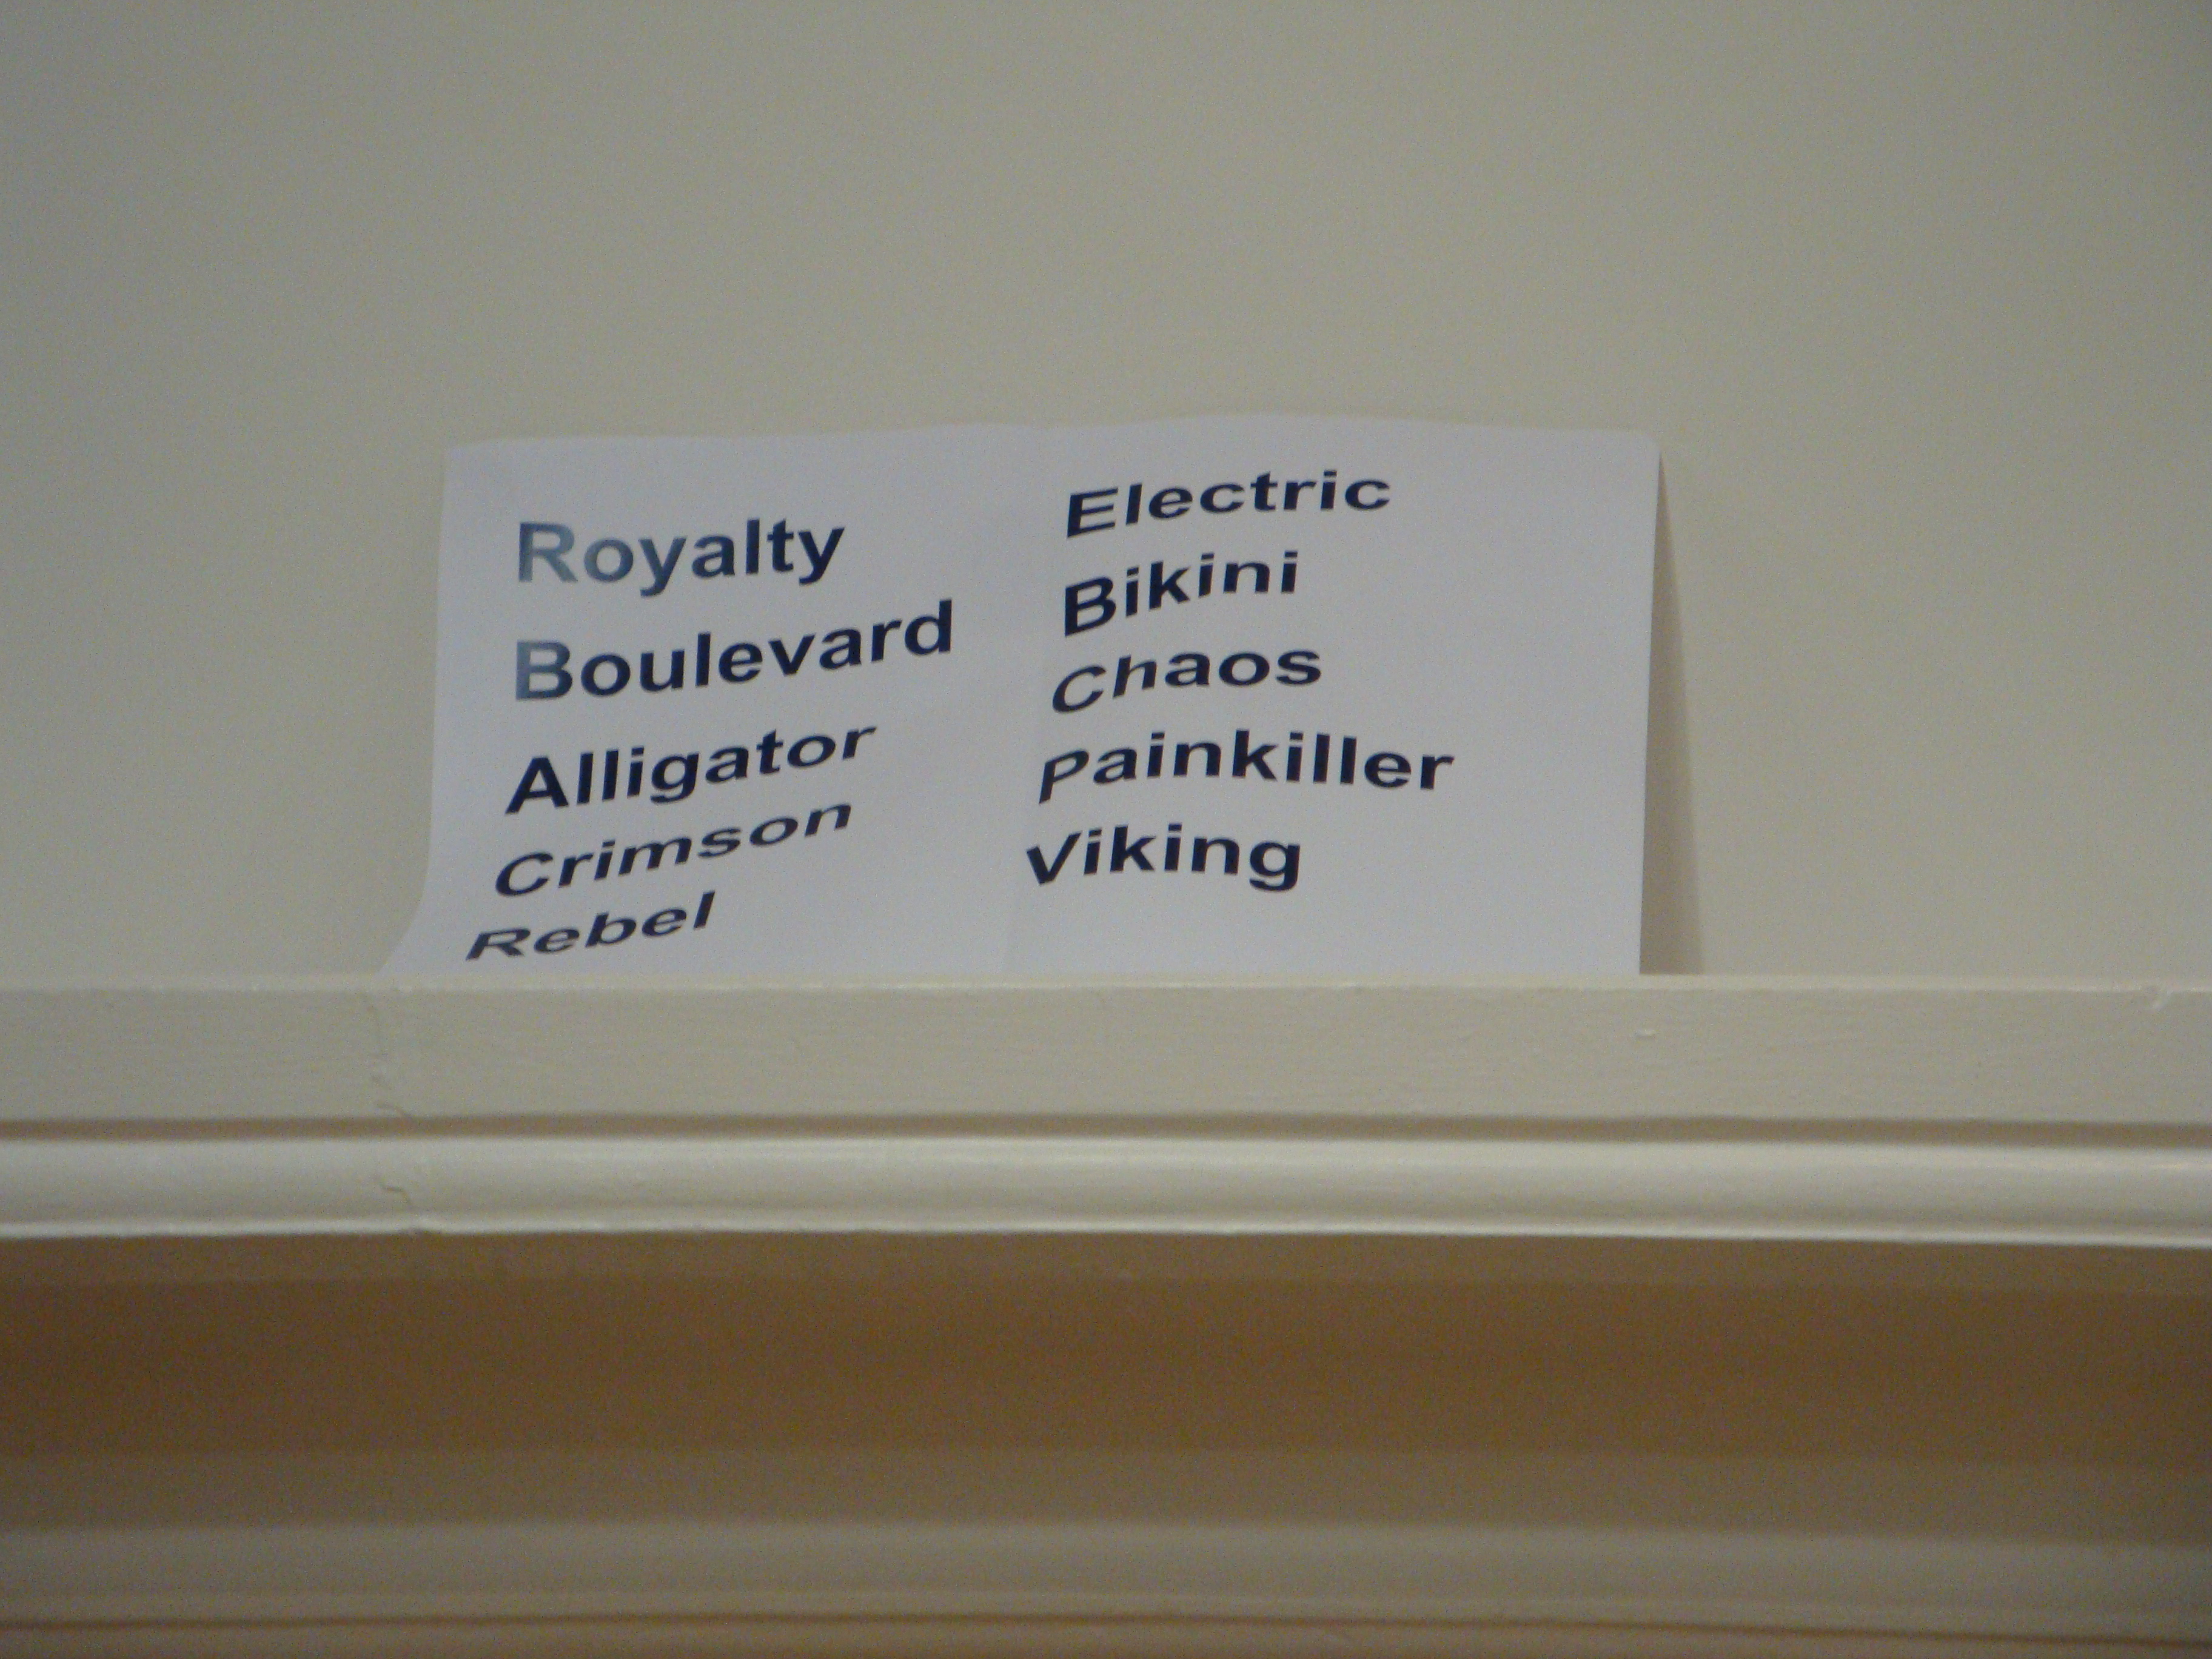 Royalty
Boulevard
Alligator
Crimson
Rebel
Electric
Bikini
Chaos
Painkiller
Viking